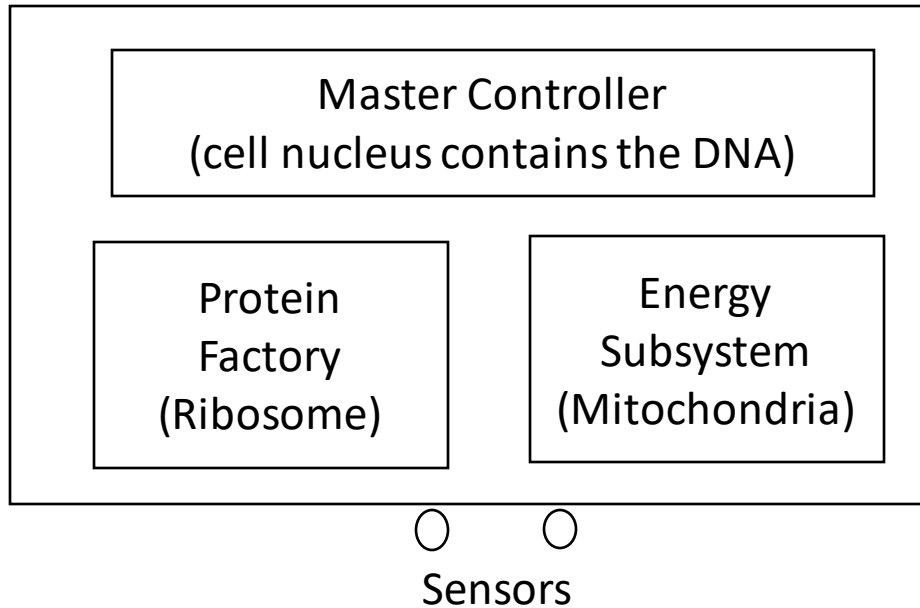 Master Controller
(cell nucleus contains the DNA)
Protein
Factory
(Ribosome)
Energy
Subsystem
(Mitochondria)
Sensors